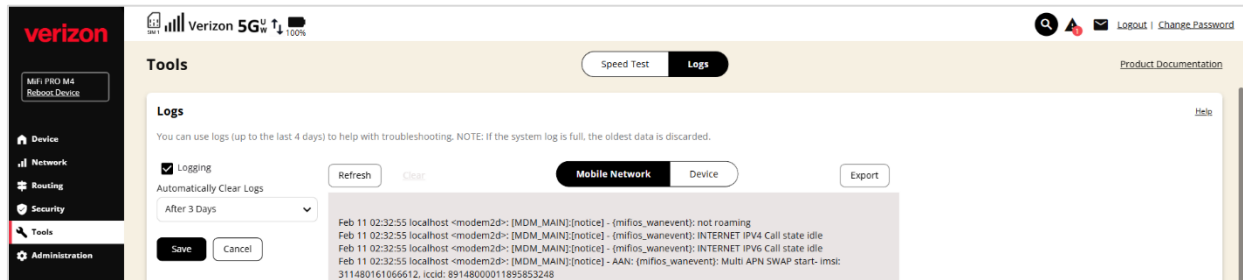 verizon
SIM 1 Verizon 5G UW 100%
1
Logout | Change Password
MiFi PRO M4
Reboot Device
Tools
Speed Test Logs
Product Documentation
Logs
Help
You can use logs (up to the last 4 days) to help with troubleshooting. NOTE: If the system log is full, the oldest data is discarded.
Device
Network
Routing
Security
Tools
Administration
Logging
Automatically Clear Logs
After 3 Days
Save Cancel
Refresh Clear Mobile Network Device Export
Feb 11 02:32:55 localhost <modem2d>: [MDM_MAIN]:[notice] - {mifios_wanevent}: not roaming
Feb 11 02:32:55 localhost <modem2d>: [MDM_MAIN]:[notice] - {mifios_wanevent}: INTERNET IPV4 Call state idle
Feb 11 02:32:55 localhost <modem2d>: [MDM_MAIN]:[notice] - {mifios_wanevent}: INTERNET IPV6 Call state idle
Feb 11 02:32:55 localhost <modem2d>: [MDM_MAIN]:[notice] - AAN: {mifios_wanevent}: Multi APN SWAP start- imsi:
311480161066612, iccid: 89148000011895853248